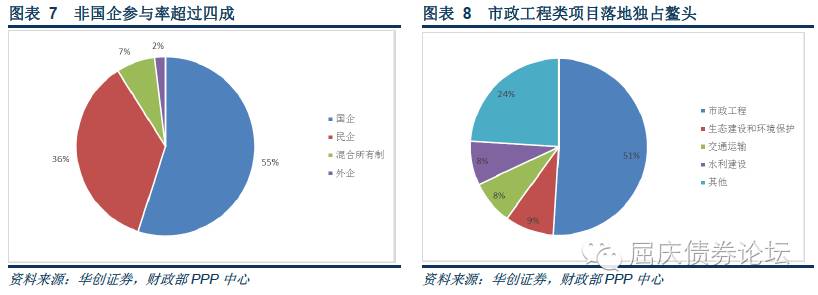 图表 7 非国企参与率超过四成
7%
2%
36%
55%
国企
民企
混合所有制
外企
资料来源:华创证券,财政部 PPP 中心
图表 8 市政工程类项目落地独占鳌头
24%
51%
8%
8%
9%
市政工程
生态建设和环境保护
交通运输
水利建设
其他
屈庆债券论坛
资料来源:华创证券,财政部 PPP 中心